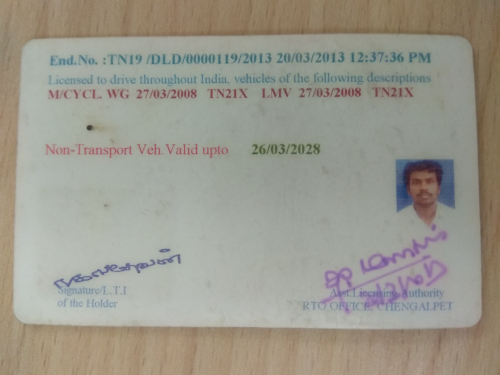 End.No. :TN19 /DLD/0000119/2013 20/03/2013 12:37:36 PM
Licensed to drive throughout India, vehicles of the following descriptions
M/CYCL. WG 27/03/2008 TN21X LMV 27/03/2008 TN21X
Non-Transport Veh.Valid upto 26/03/2028
Signature/L.T.I
of the Holder
Asst.Licensing Authority
RTO OFFICE, CHENGALPET